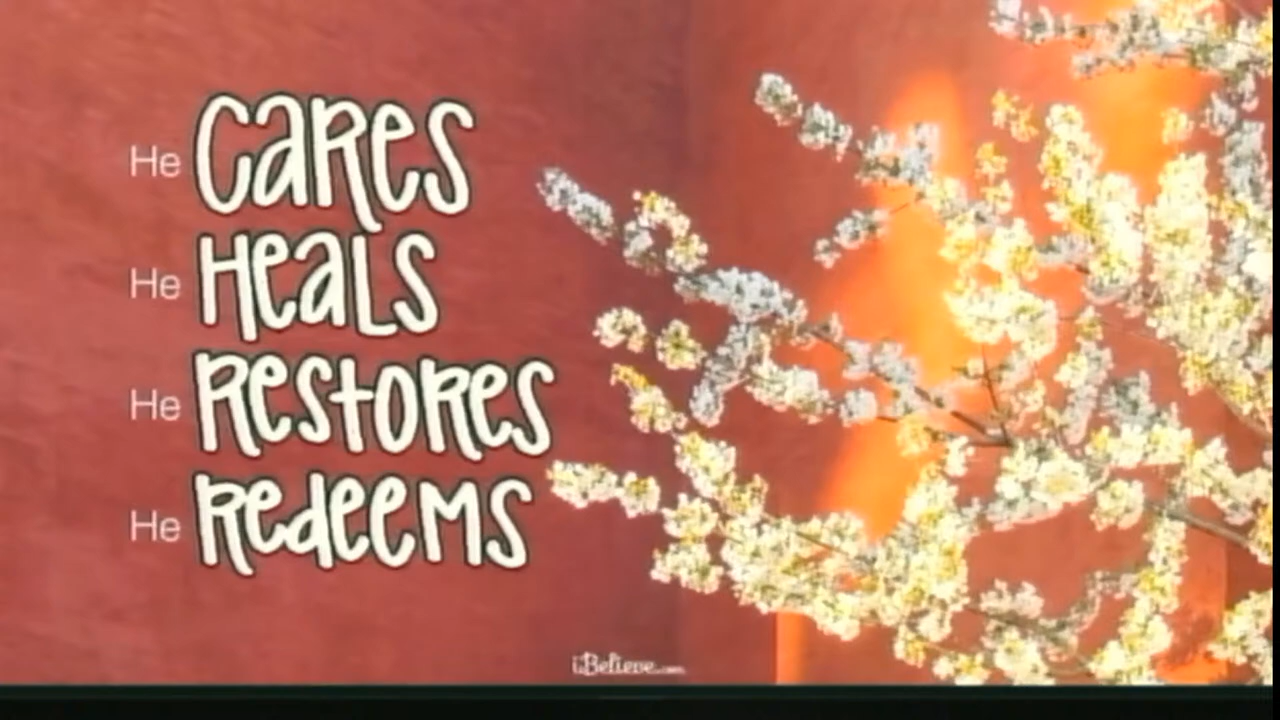 He Cares
He Heals
He Restores
He Redeems
iBelieve.com